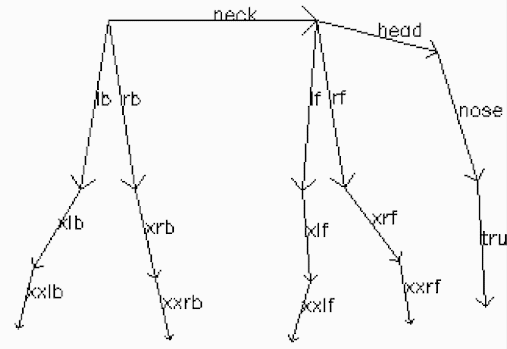 neck
head
lb rb lf rf
nose
xlb xrb xlf xrf
tru
xxlb xxrb xxlf xxrf